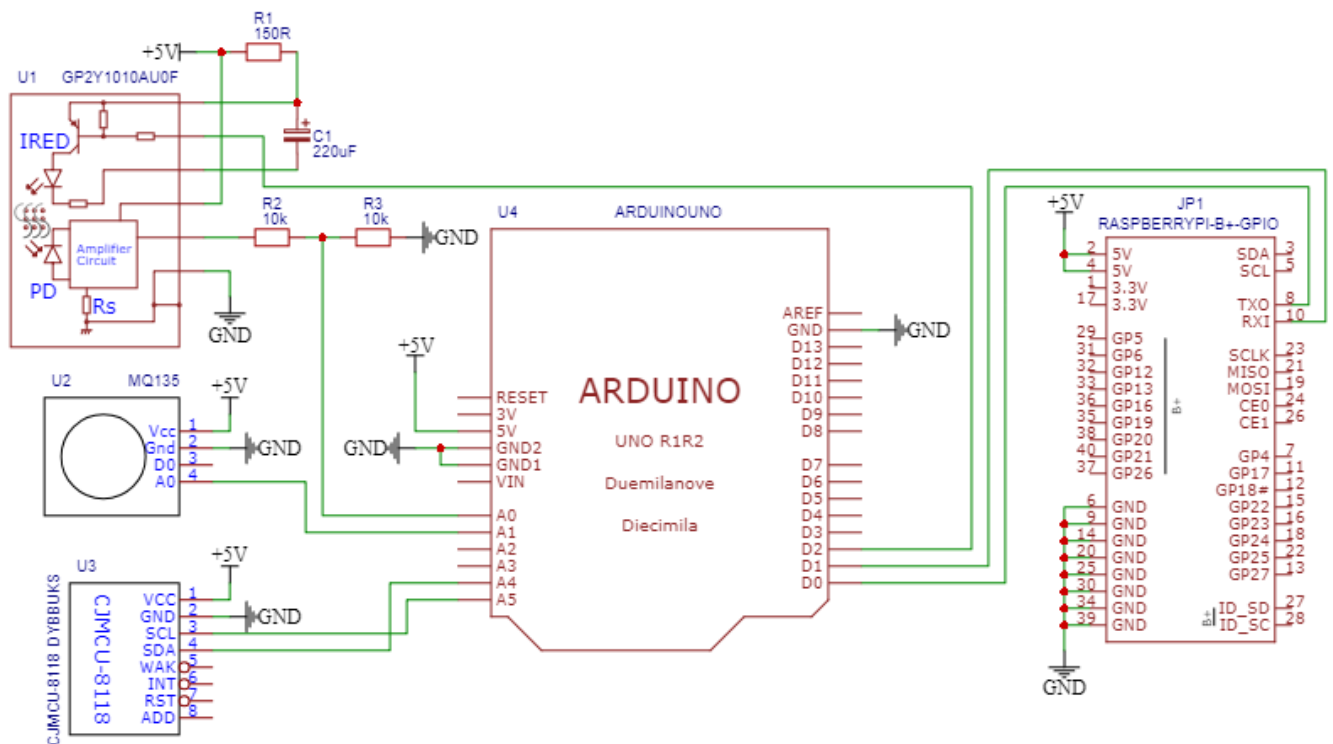 R1
150R
+5V
U1 GP2Y1010AU0F
IRED
C1
220uF
+
R2
10k
R3
10k
GND
Amplifier
Circuit
PD
Rs
GND
U2 MQ135
+5V
Vcc 1
Gnd 2
GND
D0 3
A0 4
U3
+5V
CJMCU-8118 DYBBUKS
CJMCU-8118
VCC 1
GND 2
GND
SCL 3
SDA 4
WAK 5
INT 6
RST 7
ADD 8
U4 ARDUINOUNO
+5V
GND
RESET
3V
5V
GND2
GND1
VIN
A0
A1
A2
A3
A4
A5
ARDUINO
UNO R1R2
Duemilanove
Diecimila
AREF
GND
GND
D13
D12
D11
D10
D9
D8
D7
D6
D5
D4
D3
D2
D1
D0
JP1
+5V
RASPBERRYPI-B+-GPIO
2 5V
4 5V
1 3.3V
17 3.3V
29 GP5
31 GP6
32 GP12
33 GP13
36 GP16
35 GP19
38 GP20
40 GP21
37 GP26
6 GND
9 GND
14 GND
20 GND
25 GND
30 GND
34 GND
39 GND
GND
B+
SDA 3
SCL 5
TXO 8
RXI 10
SCLK 23
MISO 21
MOSI 19
CE0 24
CE1 26
GP4 7
GP17 11
GP18# 12
GP22 15
GP23 16
GP24 18
GP25 22
GP27 13
B+
ID_SD 27
ID_SC 28